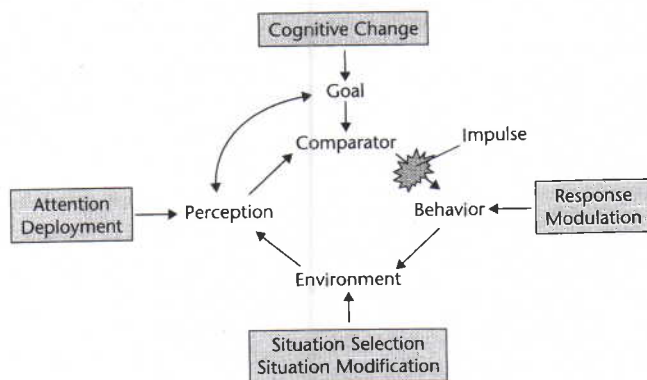 Cognitive Change
Goal
Comparator
Impulse
Attention
Deployment
Perception
Behavior
Response
Modulation
Environment
Situation Selection
Situation Modification